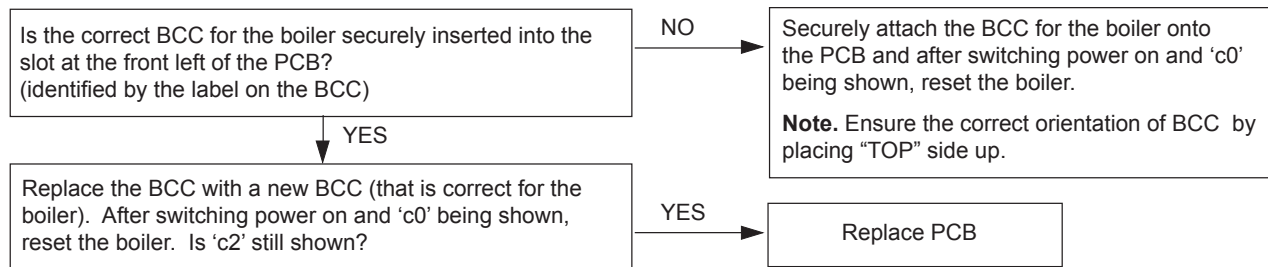 Is the correct BCC for the boiler securely inserted into the
slot at the front left of the PCB?
(identified by the label on the BCC)
NO
Securely attach the BCC for the boiler onto
the PCB and after switching power on and ‘c0’
being shown, reset the boiler.
Note. Ensure the correct orientation of BCC by
placing “TOP” side up.
YES
Replace the BCC with a new BCC (that is correct for the
boiler). After switching power on and ‘c0’ being shown,
reset the boiler. Is ‘c2’ still shown?
YES
Replace PCB